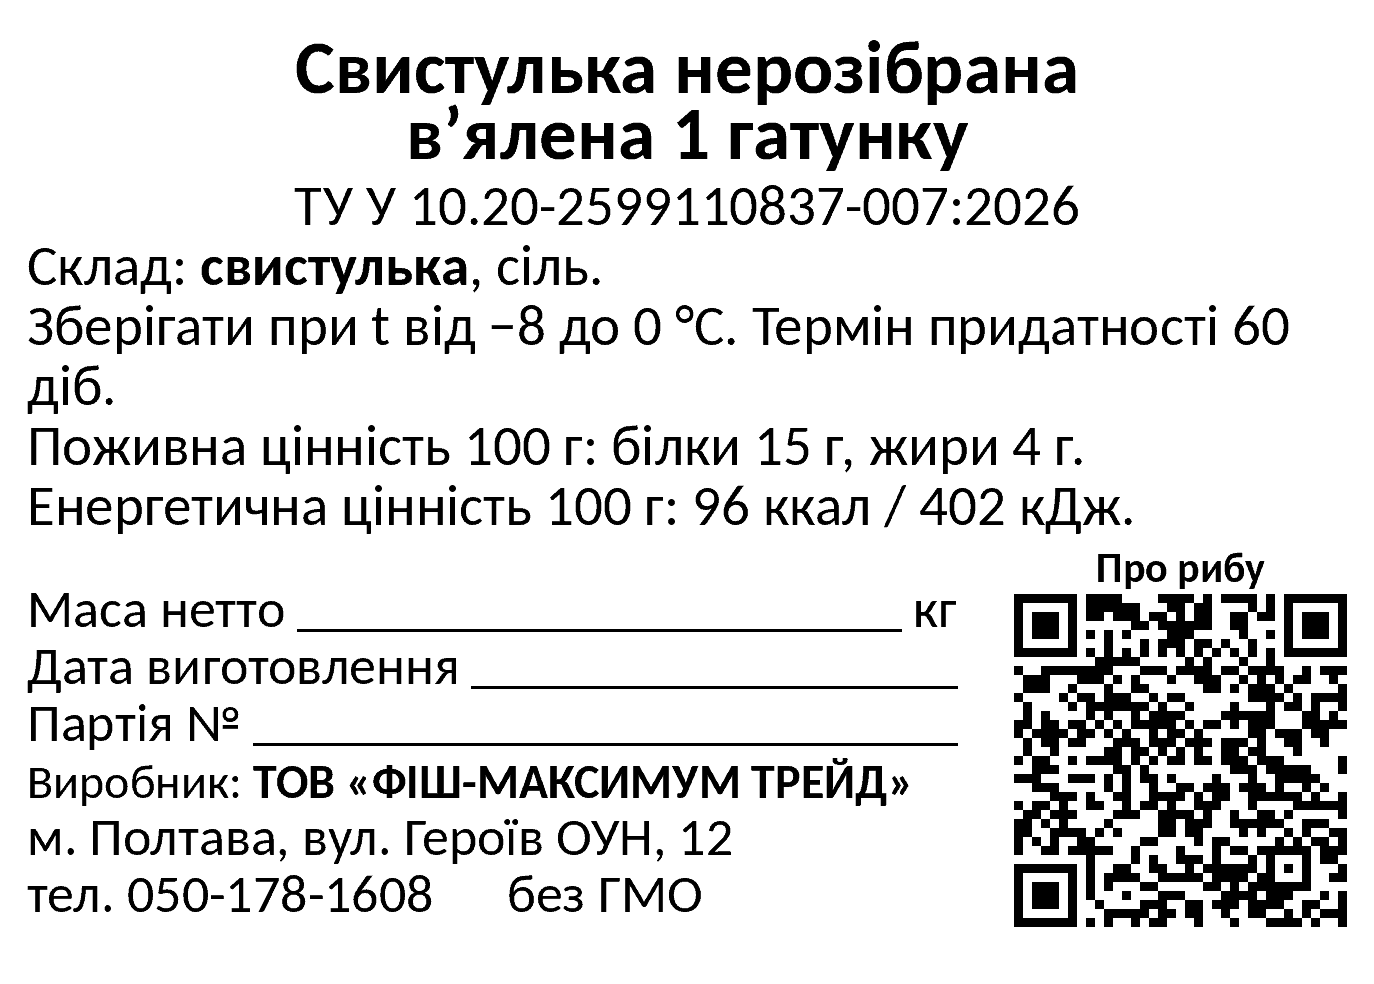 Свистулька нерозібрана
в’ялена 1 гатунку
ТУ У 10.20-2599110837-007:2026
Склад: свистулька, сіль.
Зберігати при t від −8 до 0 °С. Термін придатності 60
діб.
Поживна цінність 100 г: білки 15 г, жири 4 г.
Енергетична цінність 100 г: 96 ккал / 402 кДж.
Про рибу
Маса нетто ______________________ кг
Дата виготовлення __________________
Партія № __________________________
Виробник: ТОВ «ФІШ-МАКСИМУМ ТРЕЙД»
м. Полтава, вул. Героїв ОУН, 12
тел. 050-178-1608 без ГМО